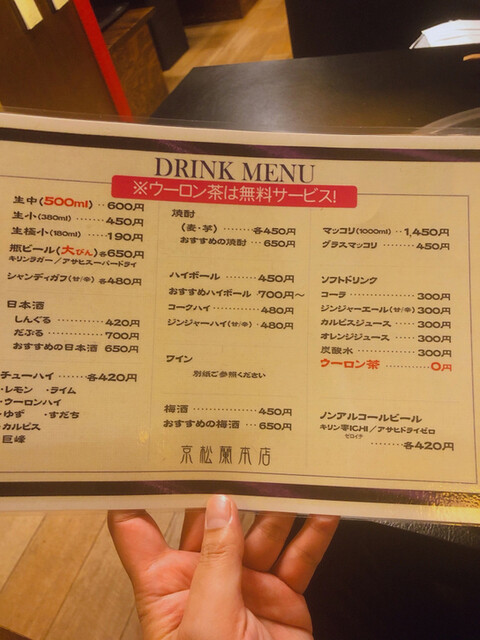 DRINK MENU
※ウーロン茶は無料サービス!
生中(500ml)‥600円
生小(380ml)‥‥‥450円
生極小(180ml)‥‥190円
瓶ビール(大びん)各650円
キリンラガー/アサヒスーパードライ
シャンディガフ(甘/辛)各480円
日本酒
しんぐる‥‥‥‥420円
だぶる‥‥‥‥‥700円
おすすめの日本酒 650円
チューハイ‥‥‥‥各420円
・レモン ・ライム
・ウーロンハイ
・ゆず ・すだち
・カルピス
・巨峰
焼酎
(麦・芋)‥‥‥各450円
おすすめの焼酎‥‥650円
ハイボール‥‥‥‥450円
おすすめハイボール 700円〜
コークハイ‥‥‥‥480円
ジンジャーハイ(甘/辛)‥480円
ワイン
別紙ご参照ください
梅酒‥‥‥‥‥‥450円
おすすめの梅酒‥‥650円
マッコリ(1000ml)‥1,450円
グラスマッコリ‥‥‥450円
ソフトドリンク
コーラ‥‥‥‥‥‥300円
ジンジャーエール(甘/辛)‥300円
カルピスジュース‥‥300円
オレンジジュース‥‥300円
炭酸水‥‥‥‥‥‥300円
ウーロン茶‥‥‥‥0円
ノンアルコールビール
キリン零ICHI/アサヒドライゼロ
ゼロイチ
‥‥‥‥各420円
京松蘭本店